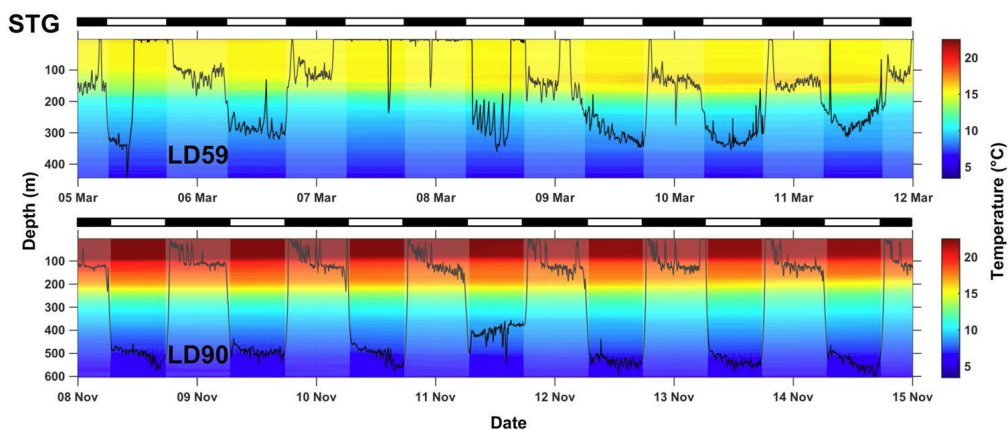 STG
100
200
300
400
LD59
05 Mar 06 Mar 07 Mar 08 Mar 09 Mar 10 Mar 11 Mar 12 Mar
20
15
10
5
Depth (m)
Temperature (°C)
100
200
300
400
500
600
LD90
08 Nov 09 Nov 10 Nov 11 Nov 12 Nov 13 Nov 14 Nov 15 Nov
20
15
10
5
Date